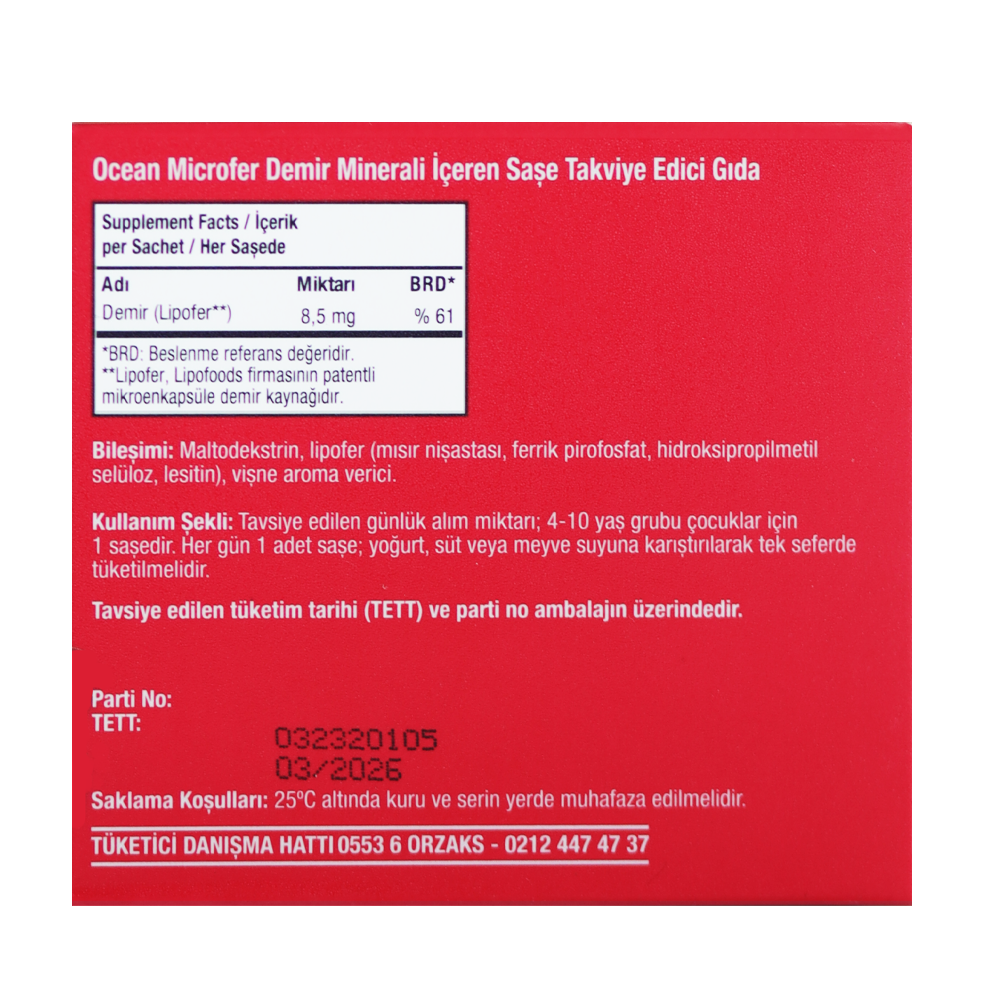 Ocean Microfer Demir Minerali İçeren Saşe Takviye Edici Gıda
Supplement Facts / İçerik
per Sachet / Her Saşede
Adı Miktarı BRD*
Demir (Lipofer**) 8,5 mg % 61
*BRD: Beslenme referans değeridir.
**Lipofer, Lipofoods firmasının patentli
mikroenkapsüle demir kaynağıdır.
Bileşimi: Maltodekstrin, lipofer (mısır nişastası, ferrik pirofosfat, hidroksipropilmetil
selüloz, lesitin), vişne aroma verici.
Kullanım Şekli: Tavsiye edilen günlük alım miktarı; 4-10 yaş grubu çocuklar için
1 saşedir. Her gün 1 adet saşe; yoğurt, süt veya meyve suyuna karıştırılarak tek seferde
tüketilmelidir.
Tavsiye edilen tüketim tarihi (TETT) ve parti no ambalajın üzerindedir.
Parti No:
TETT:
032320105
03/2026
Saklama Koşulları: 25ºC altında kuru ve serin yerde muhafaza edilmelidir.
TÜKETİCİ DANIŞMA HATTI 0553 6 ORZAKS - 0212 447 47 37